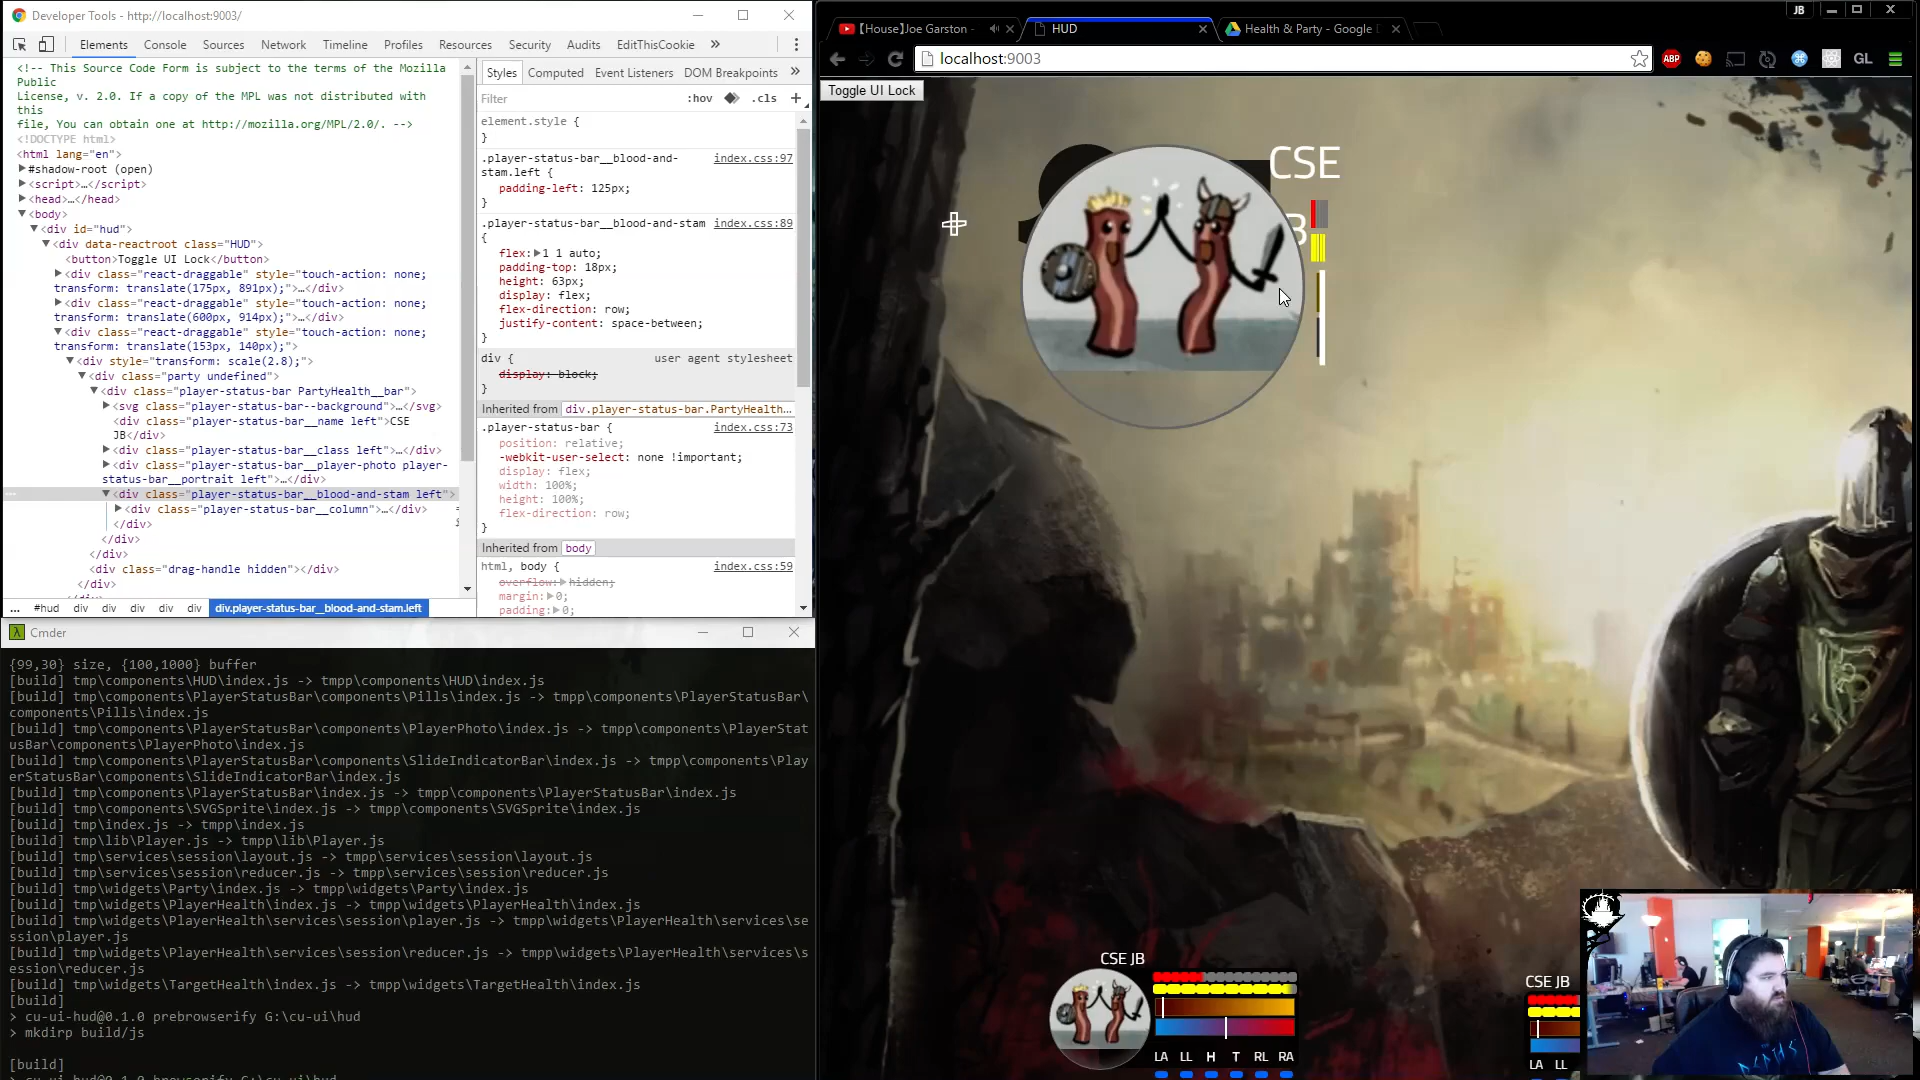 Developer Tools - http://localhost:9003/
Elements Console Sources Network Timeline Profiles Resources Security Audits EditThisCookie »
<!-- This Source Code Form is subject to the terms of the Mozilla
Public
License, v. 2.0. If a copy of the MPL was not distributed with
this
file, You can obtain one at http://mozilla.org/MPL/2.0/. -->
<!DOCTYPE html>
<html lang="en">
▶#shadow-root (open)
▶<script>…</script>
▶<head>…</head>
▼<body>
▼<div id="hud">
▼<div data-reactroot class="HUD">
<button>Toggle UI Lock</button>
▶<div class="react-draggable" style="touch-action: none;
transform: translate(175px, 891px);">…</div>
▶<div class="react-draggable" style="touch-action: none;
transform: translate(600px, 914px);">…</div>
▼<div class="react-draggable" style="touch-action: none;
transform: translate(153px, 140px);">
▼<div style="transform: scale(2.8);">
▼<div class="party undefined">
▼<div class="player-status-bar PartyHealth__bar">
▶<svg class="player-status-bar--background">…</svg>
<div class="player-status-bar__name left">CSE
JB</div>
▶<div class="player-status-bar__class left">…</div>
▶<div class="player-status-bar__player-photo player-
status-bar__portrait left">…</div>
▼<div class="player-status-bar__blood-and-stam left">
▶<div class="player-status-bar__column">…</div>
</div>
</div>
</div>
<div class="drag-handle hidden"></div>
</div>
... #hud div div div div div div.player-status-bar__blood-and-stam.left
Styles Computed Event Listeners DOM Breakpoints »
Filter :hov .cls +
element.style {
}
.player-status-bar__blood-and- index.css:97
stam.left {
padding-left: 125px;
}
.player-status-bar__blood-and-stam index.css:89
{
flex:▶1 1 auto;
padding-top: 18px;
height: 63px;
display: flex;
flex-direction: row;
justify-content: space-between;
}
div { user agent stylesheet
display: block;
}
Inherited from div.player-status-bar.PartyHealth…
.player-status-bar { index.css:73
position: relative;
-webkit-user-select: none !important;
display: flex;
width: 100%;
height: 100%;
flex-direction: row;
}
Inherited from body
html, body { index.css:59
overflow:▶hidden;
margin:▶0;
padding:▶0;
Cmder
{99,30} size, {100,1000} buffer
[build] tmp\components\HUD\index.js -> tmpp\components\HUD\index.js
[build] tmp\components\PlayerStatusBar\components\Pills\index.js -> tmpp\components\PlayerStatusBar\
components\Pills\index.js
[build] tmp\components\PlayerStatusBar\components\PlayerPhoto\index.js -> tmpp\components\PlayerStat
usBar\components\PlayerPhoto\index.js
[build] tmp\components\PlayerStatusBar\components\SlideIndicatorBar\index.js -> tmpp\components\Play
erStatusBar\components\SlideIndicatorBar\index.js
[build] tmp\components\PlayerStatusBar\index.js -> tmpp\components\PlayerStatusBar\index.js
[build] tmp\components\SVGSprite\index.js -> tmpp\components\SVGSprite\index.js
[build] tmp\index.js -> tmpp\index.js
[build] tmp\lib\Player.js -> tmpp\lib\Player.js
[build] tmp\services\session\layout.js -> tmpp\services\session\layout.js
[build] tmp\services\session\reducer.js -> tmpp\services\session\reducer.js
[build] tmp\widgets\Party\index.js -> tmpp\widgets\Party\index.js
[build] tmp\widgets\PlayerHealth\index.js -> tmpp\widgets\PlayerHealth\index.js
[build] tmp\widgets\PlayerHealth\services\session\player.js -> tmpp\widgets\PlayerHealth\services\se
ssion\player.js
[build] tmp\widgets\PlayerHealth\services\session\reducer.js -> tmpp\widgets\PlayerHealth\services\s
ession\reducer.js
[build] tmp\widgets\TargetHealth\index.js -> tmpp\widgets\TargetHealth\index.js
[build]
> cu-ui-hud@0.1.0 prebrowserify G:\cu-ui\hud
> mkdirp build/js
[build]
> cu-ui-hud@0.1.0 browserify G:\cu-ui\hud
JB
【House】Joe Garston - HUD Health & Party - Google
localhost:9003 ABP GL
Toggle UI Lock
CSE
B
CSE JB
LA LL H T RL RA
CSE JB
LA LL